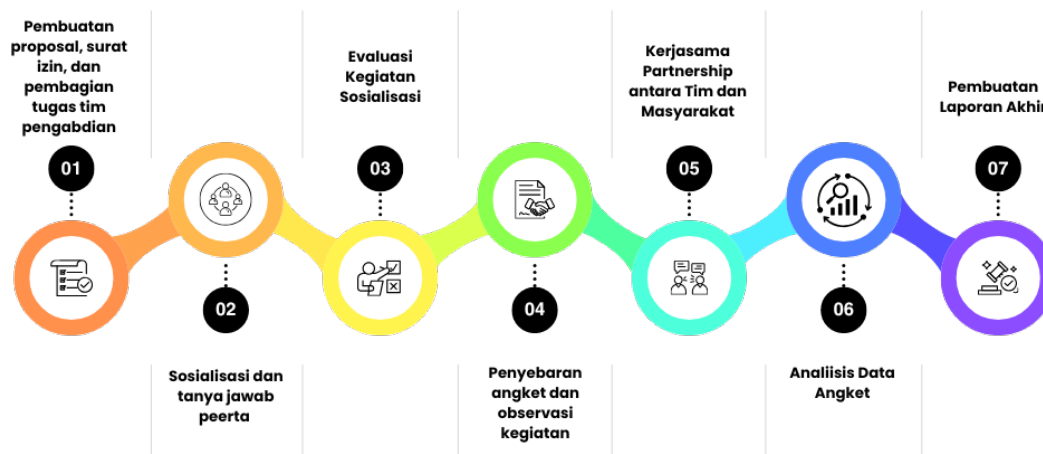 Pembuatan
proposal, surat
izin, dan
pembagian
tugas tim
pengabdian
01
02
Sosialisasi dan
tanya jawab
peerta
Evaluasi
Kegiatan
Sosialisasi
03
04
Penyebaran
angket dan
observasi
kegiatan
Kerjasama
Partnership
antara Tim dan
Masyarakat
05
06
Analiisis Data
Angket
Pembuatan
Laporan Akhir
07